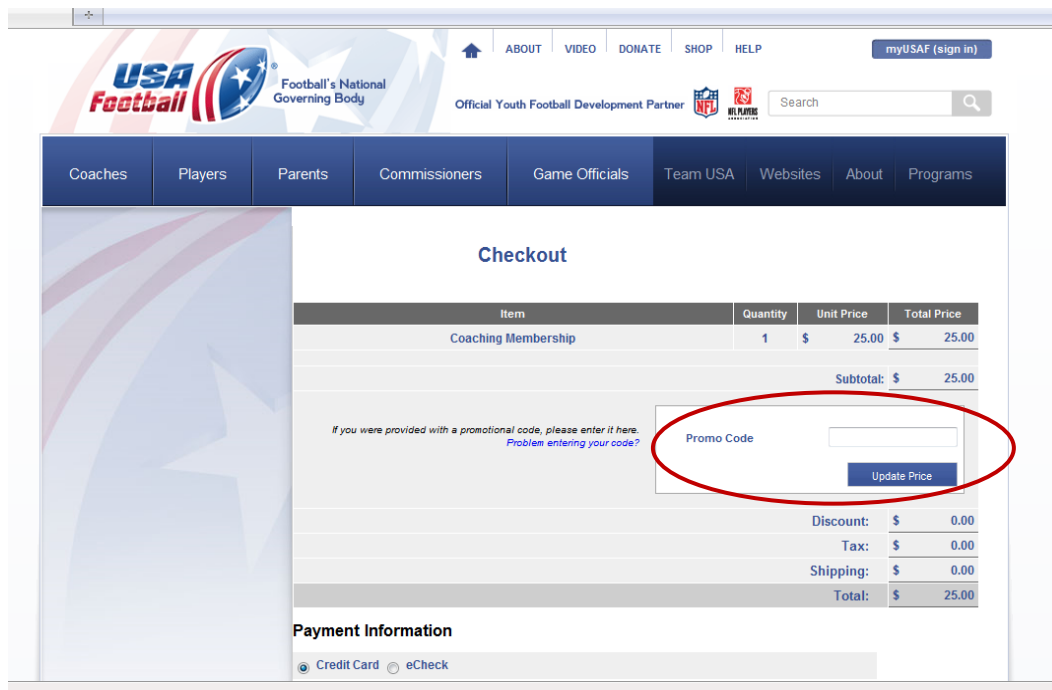 ABOUT VIDEO DONATE SHOP HELP myUSAF (sign in)
USA
Football
®
Football's National
Governing Body
Official Youth Football Development Partner NFL NFL PLAYERS ASSOCIATION Search
Coaches Players Parents Commissioners Game Officials Team USA Websites About Programs
Checkout
Item Quantity Unit Price Total Price
Coaching Membership 1 $ 25.00 $ 25.00
Subtotal: $ 25.00
If you were provided with a promotional code, please enter it here.
Problem entering your code?
Promo Code
Update Price
Discount: $ 0.00
Tax: $ 0.00
Shipping: $ 0.00
Total: $ 25.00
Payment Information
Credit Card eCheck